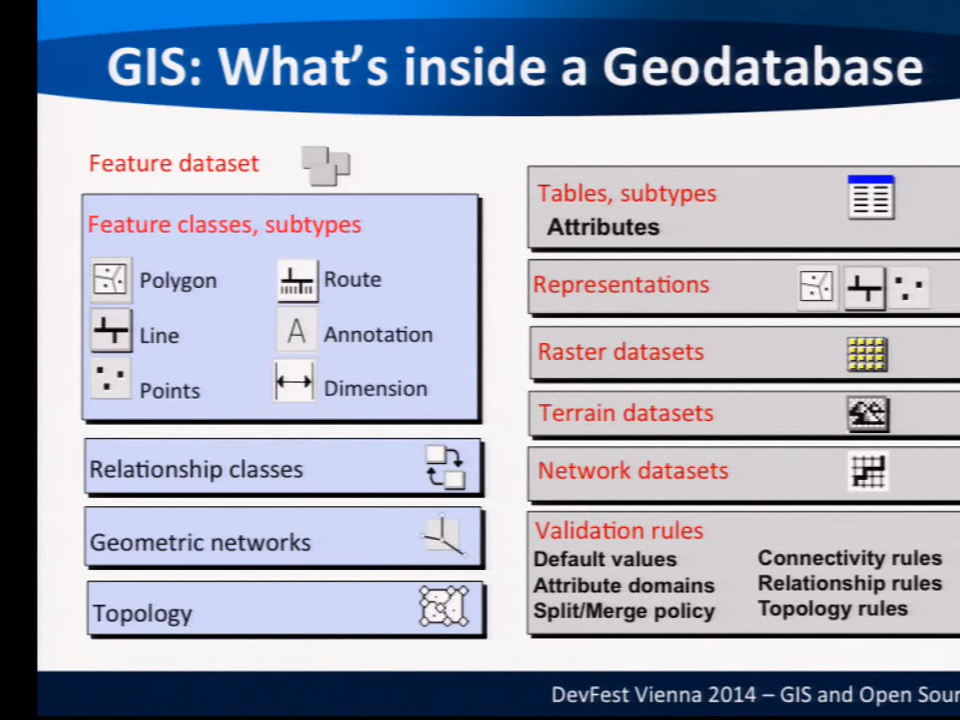 GIS: What's inside a Geodatabase
Feature dataset
Feature classes, subtypes
Polygon
Route
Line
A
Annotation
Points
Dimension
Relationship classes
Geometric networks
Topology
Tables, subtypes
Attributes
Representations
Raster datasets
Terrain datasets
Network datasets
Validation rules
Default values
Attribute domains
Split/Merge policy
Connectivity rules
Relationship rules
Topology rules
DevFest Vienna 2014 – GIS and Open